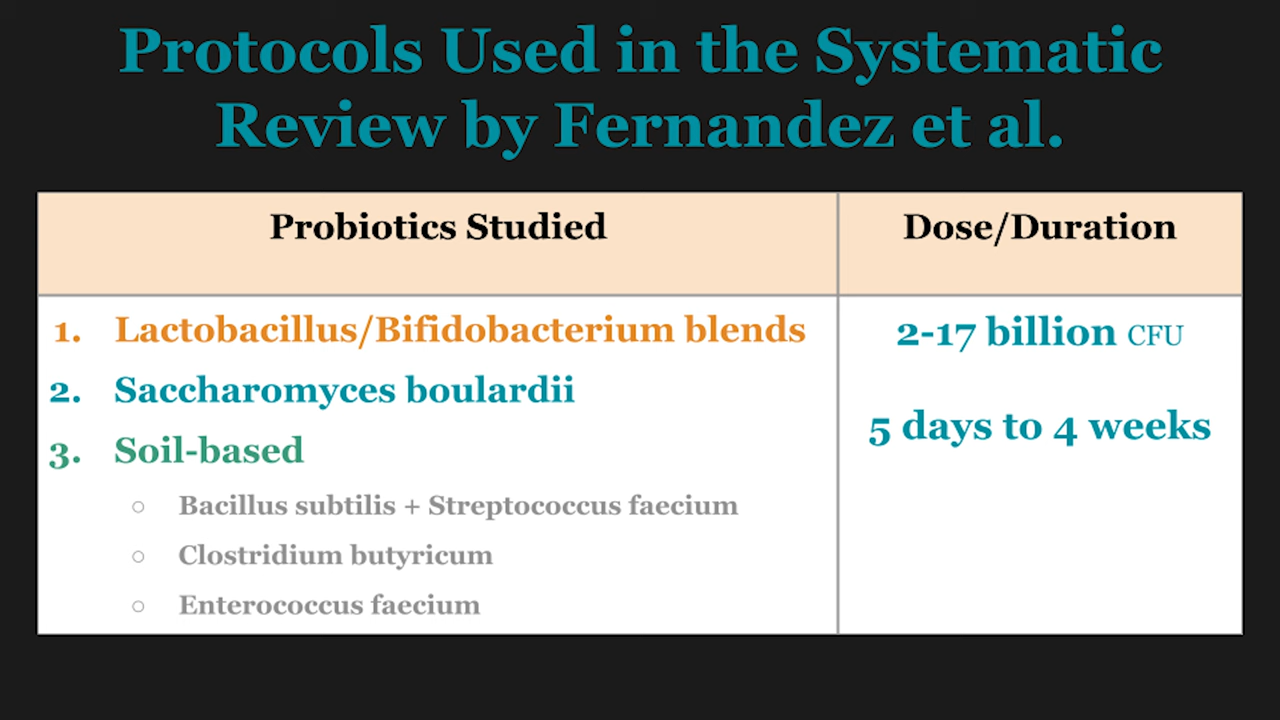 Protocols Used in the Systematic
Review by Fernandez et al.
Probiotics Studied
Dose/Duration
1. Lactobacillus/Bifidobacterium blends
2. Saccharomyces boulardii
3. Soil-based
○ Bacillus subtilis + Streptococcus faecium
○ Clostridium butyricum
○ Enterococcus faecium
2-17 billion CFU
5 days to 4 weeks